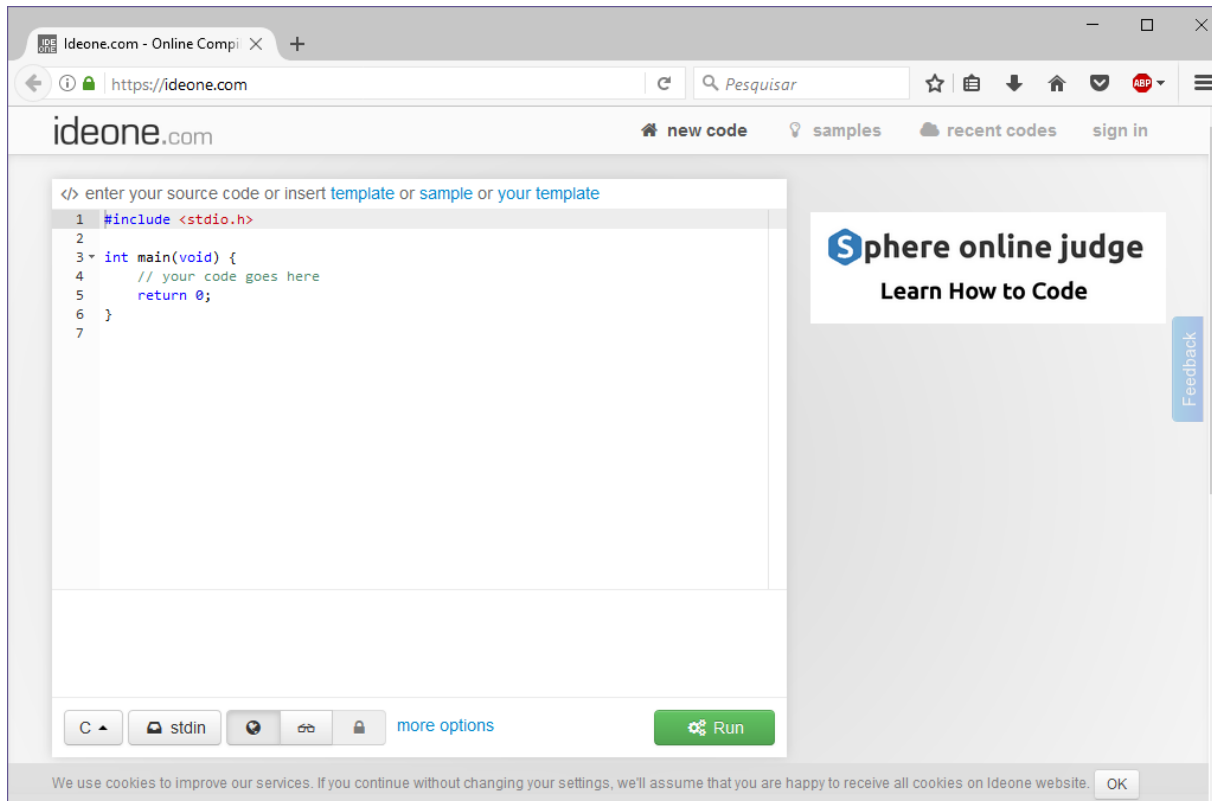 IDE ONE Ideone.com - Online Compi
https://ideone.com Pesquisar ABP
ideone.com new code samples recent codes sign in
</> enter your source code or insert template or sample or your template
1 #include <stdio.h>
2
3 int main(void) {
4 // your code goes here
5 return 0;
6 }
7
Sphere online judge
Learn How to Code
Feedback
C stdin more options Run
We use cookies to improve our services. If you continue without changing your settings, we'll assume that you are happy to receive all cookies on Ideone website. OK